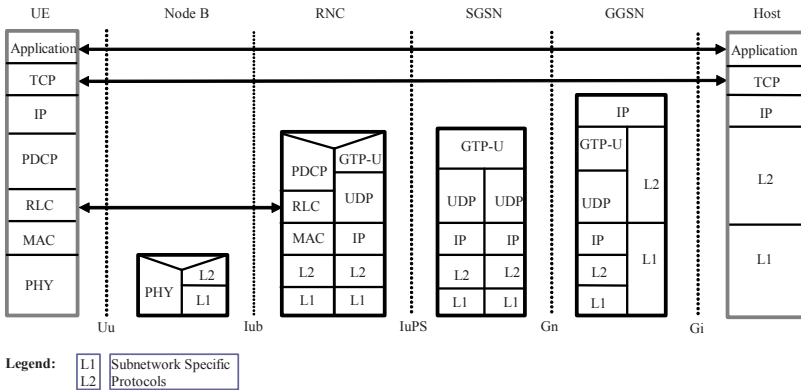 UE Node B RNC SGSN GGSN Host
Application Application
TCP TCP
IP IP IP
PDCP PDCP GTP-U GTP-U GTP-U L2 L2
RLC RLC UDP UDP UDP UDP
MAC MAC IP IP IP IP L1 L1
PHY PHY L2 L2 L2 L2 L2 L2
L1 L1 L1 L1 L1 L1
Uu Iub IuPS Gn Gi
Legend: L1 Subnetwork Specific
L2 Protocols